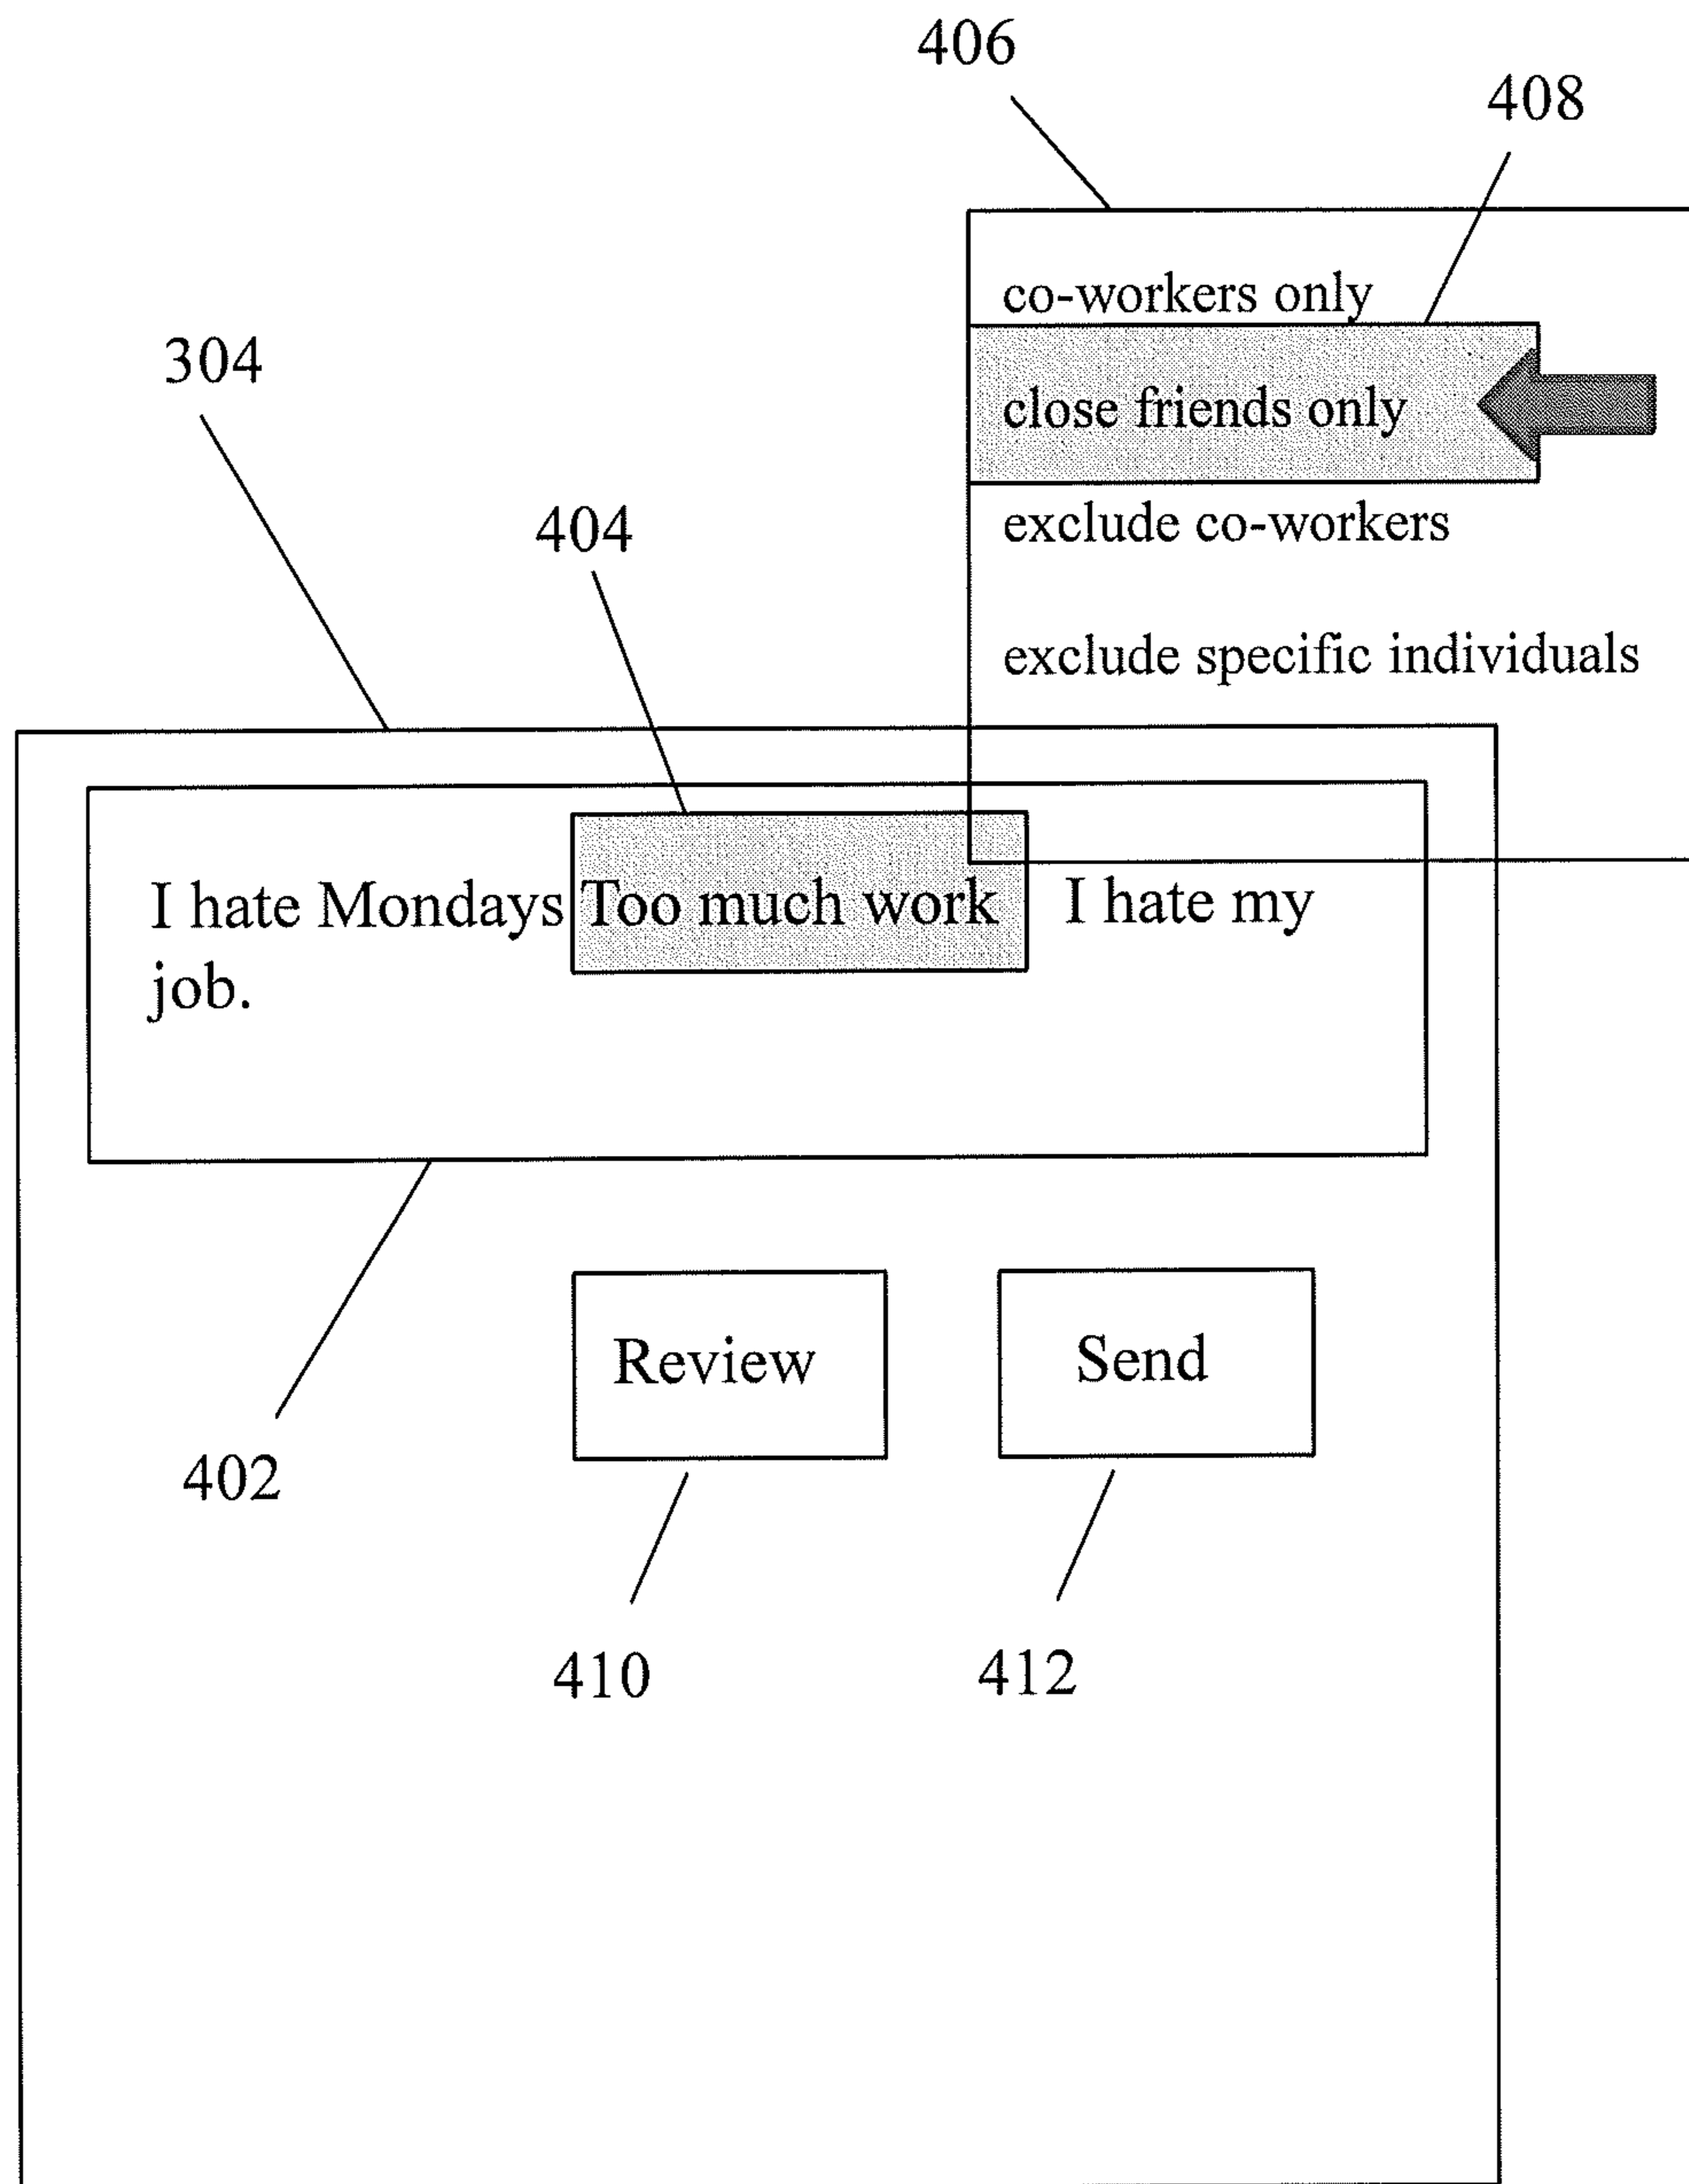 406
408
co-workers only
304
close friends only
404
exclude co-workers
exclude specific individuals
I hate Mondays Too much work I hate my
job.
Review
Send
402
410
412